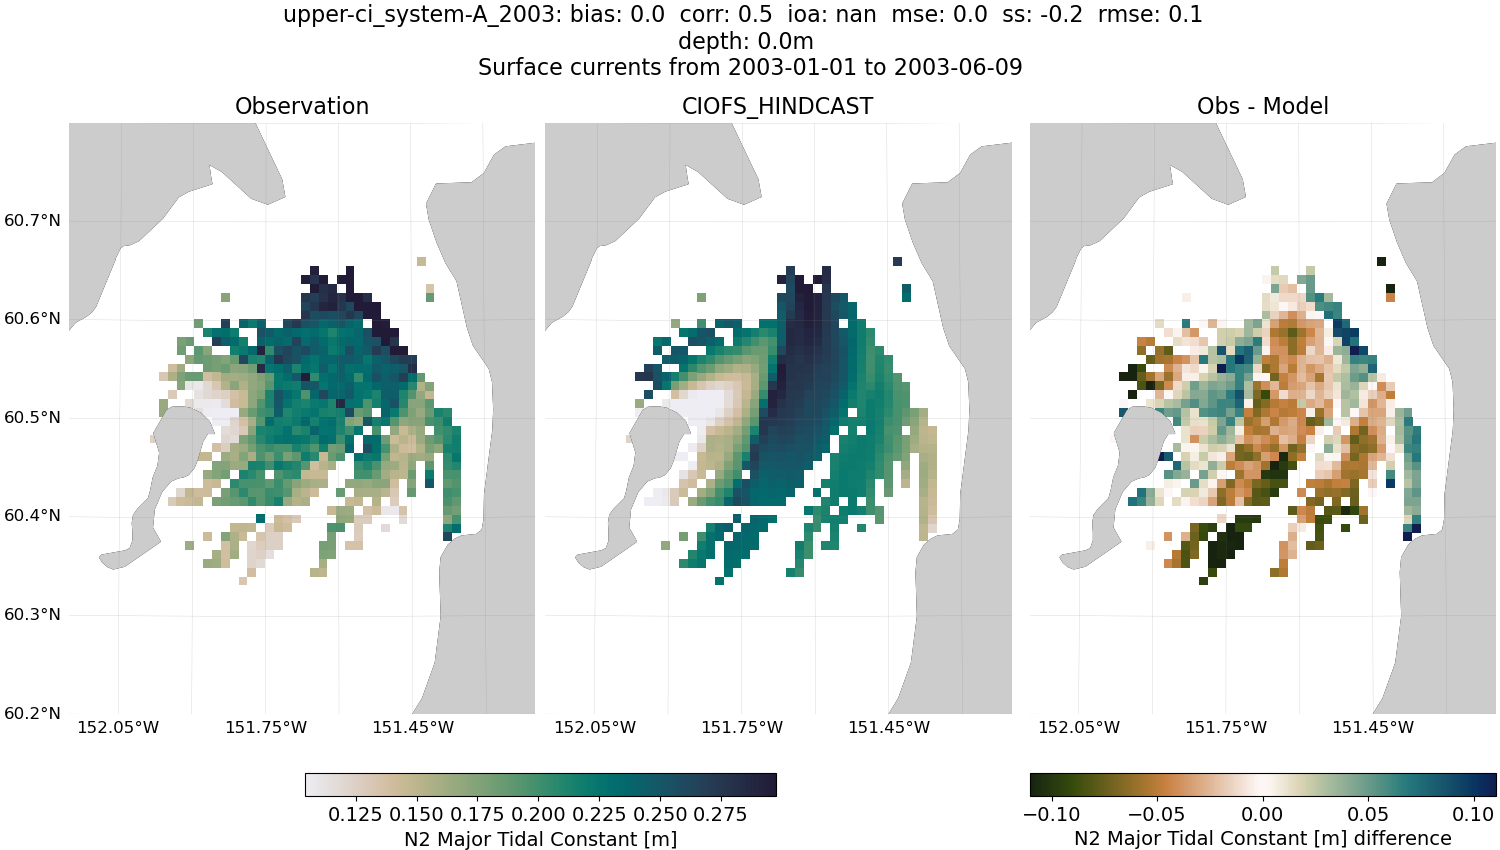 upper-ci_system-A_2003: bias: 0.0  corr: 0.5  ioa: nan  mse: 0.0  ss: -0.2  rmse: 0.1
depth: 0.0m
Surface currents from 2003-01-01 to 2003-06-09
Observation
CIOFS_HINDCAST
Obs - Model
60.7°N
60.6°N
60.5°N
60.4°N
60.3°N
60.2°N
152.05°W 151.75°W 151.45°W
152.05°W 151.75°W 151.45°W
152.05°W 151.75°W 151.45°W
0.125 0.150 0.175 0.200 0.225 0.250 0.275
N2 Major Tidal Constant [m]
−0.10 −0.05 0.00 0.05 0.10
N2 Major Tidal Constant [m] difference